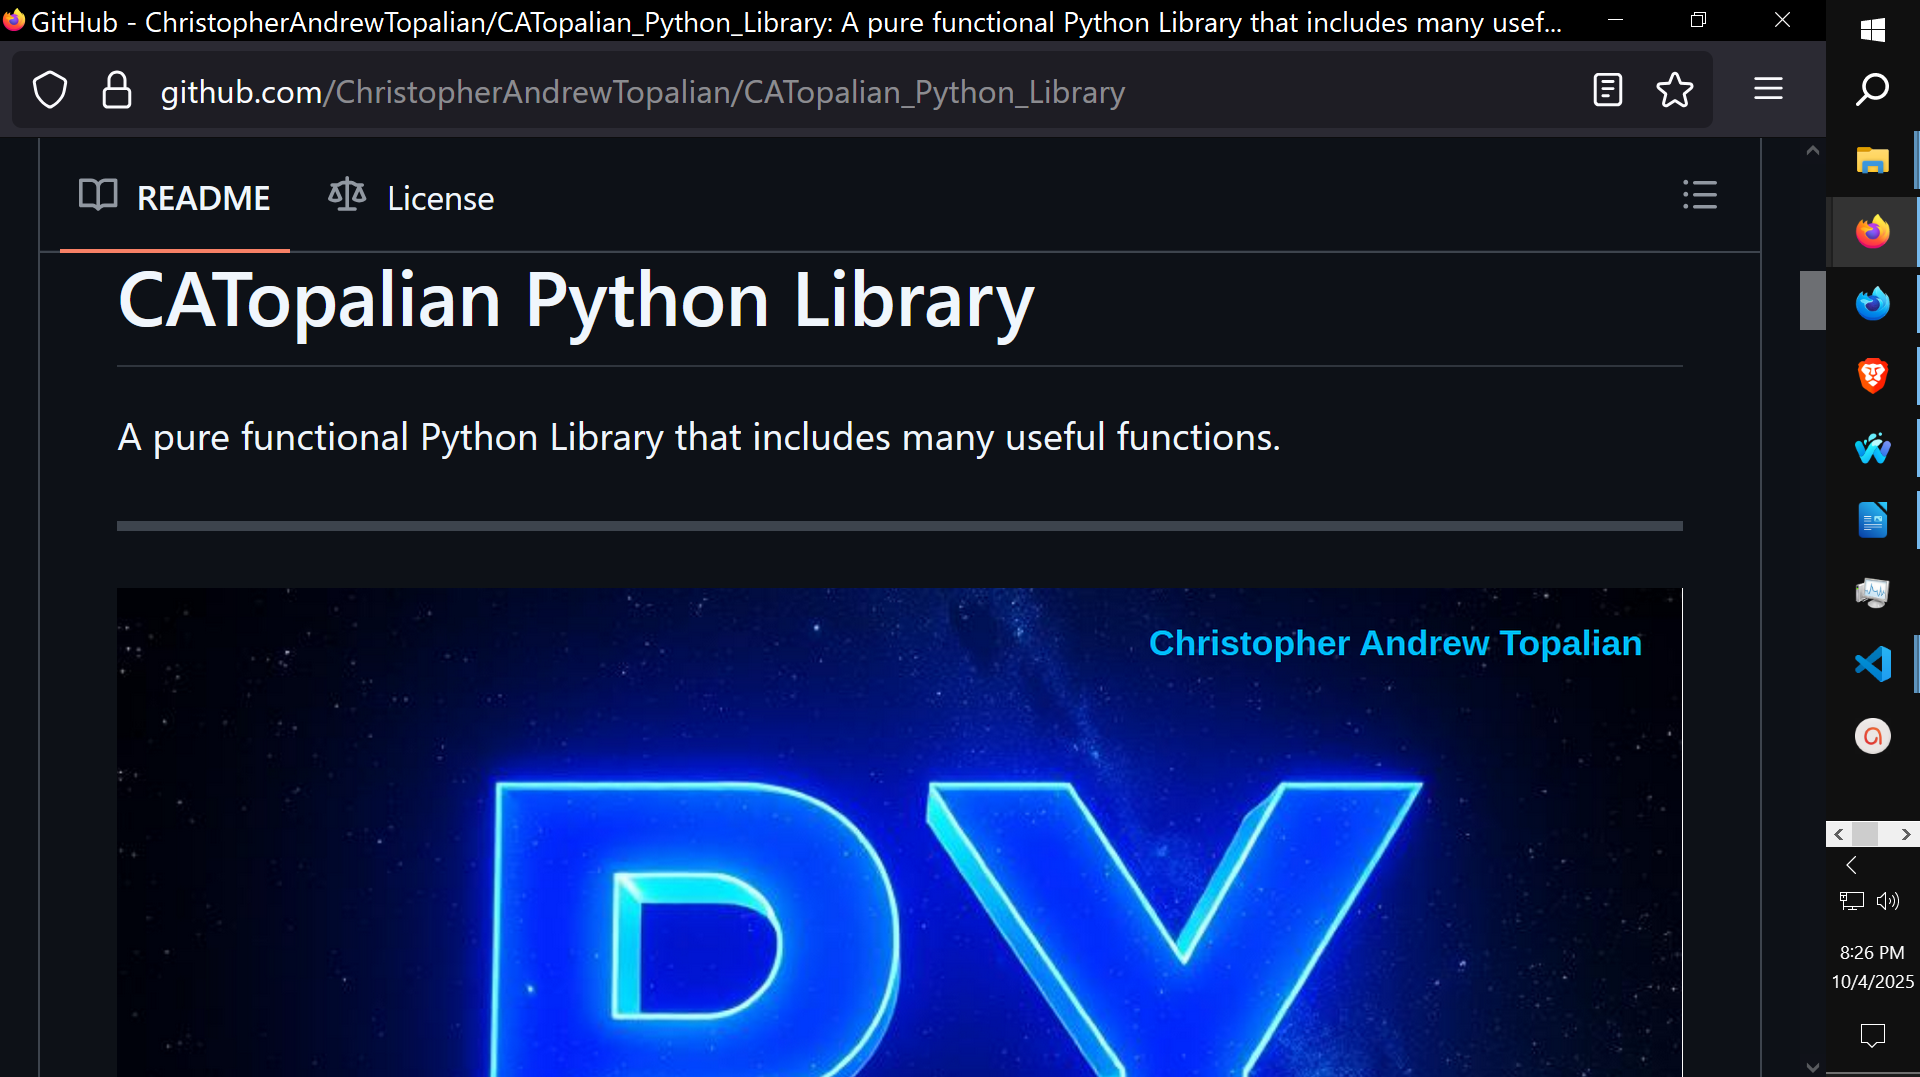 GitHub - ChristopherAndrewTopalian/CATopalian_Python_Library: A pure functional Python Library that includes many usef...
github.com/ChristopherAndrewTopalian/CATopalian_Python_Library
README
License
CATopalian Python Library
A pure functional Python Library that includes many useful functions.
Christopher Andrew Topalian
PY
8:26 PM
10/4/2025